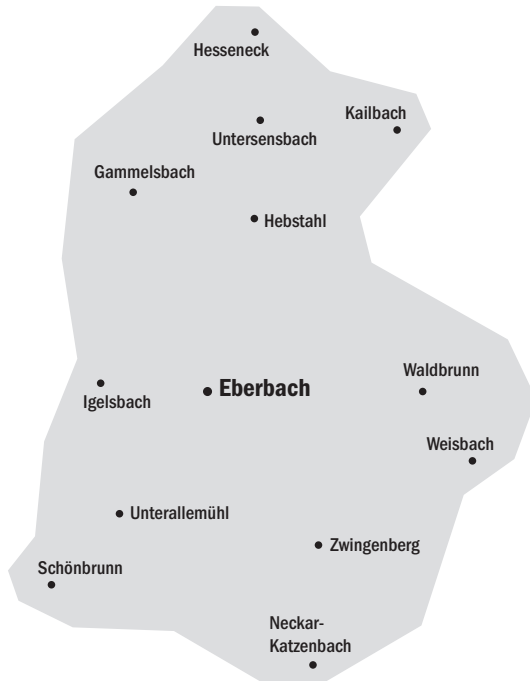 Hesseneck
Kailbach
Untersensbach
Gammelsbach
Hebstahl
Waldbrunn
Eberbach
Igelsbach
Weisbach
Unterallemühl
Zwingenberg
Schönbrunn
Neckar-
Katzenbach